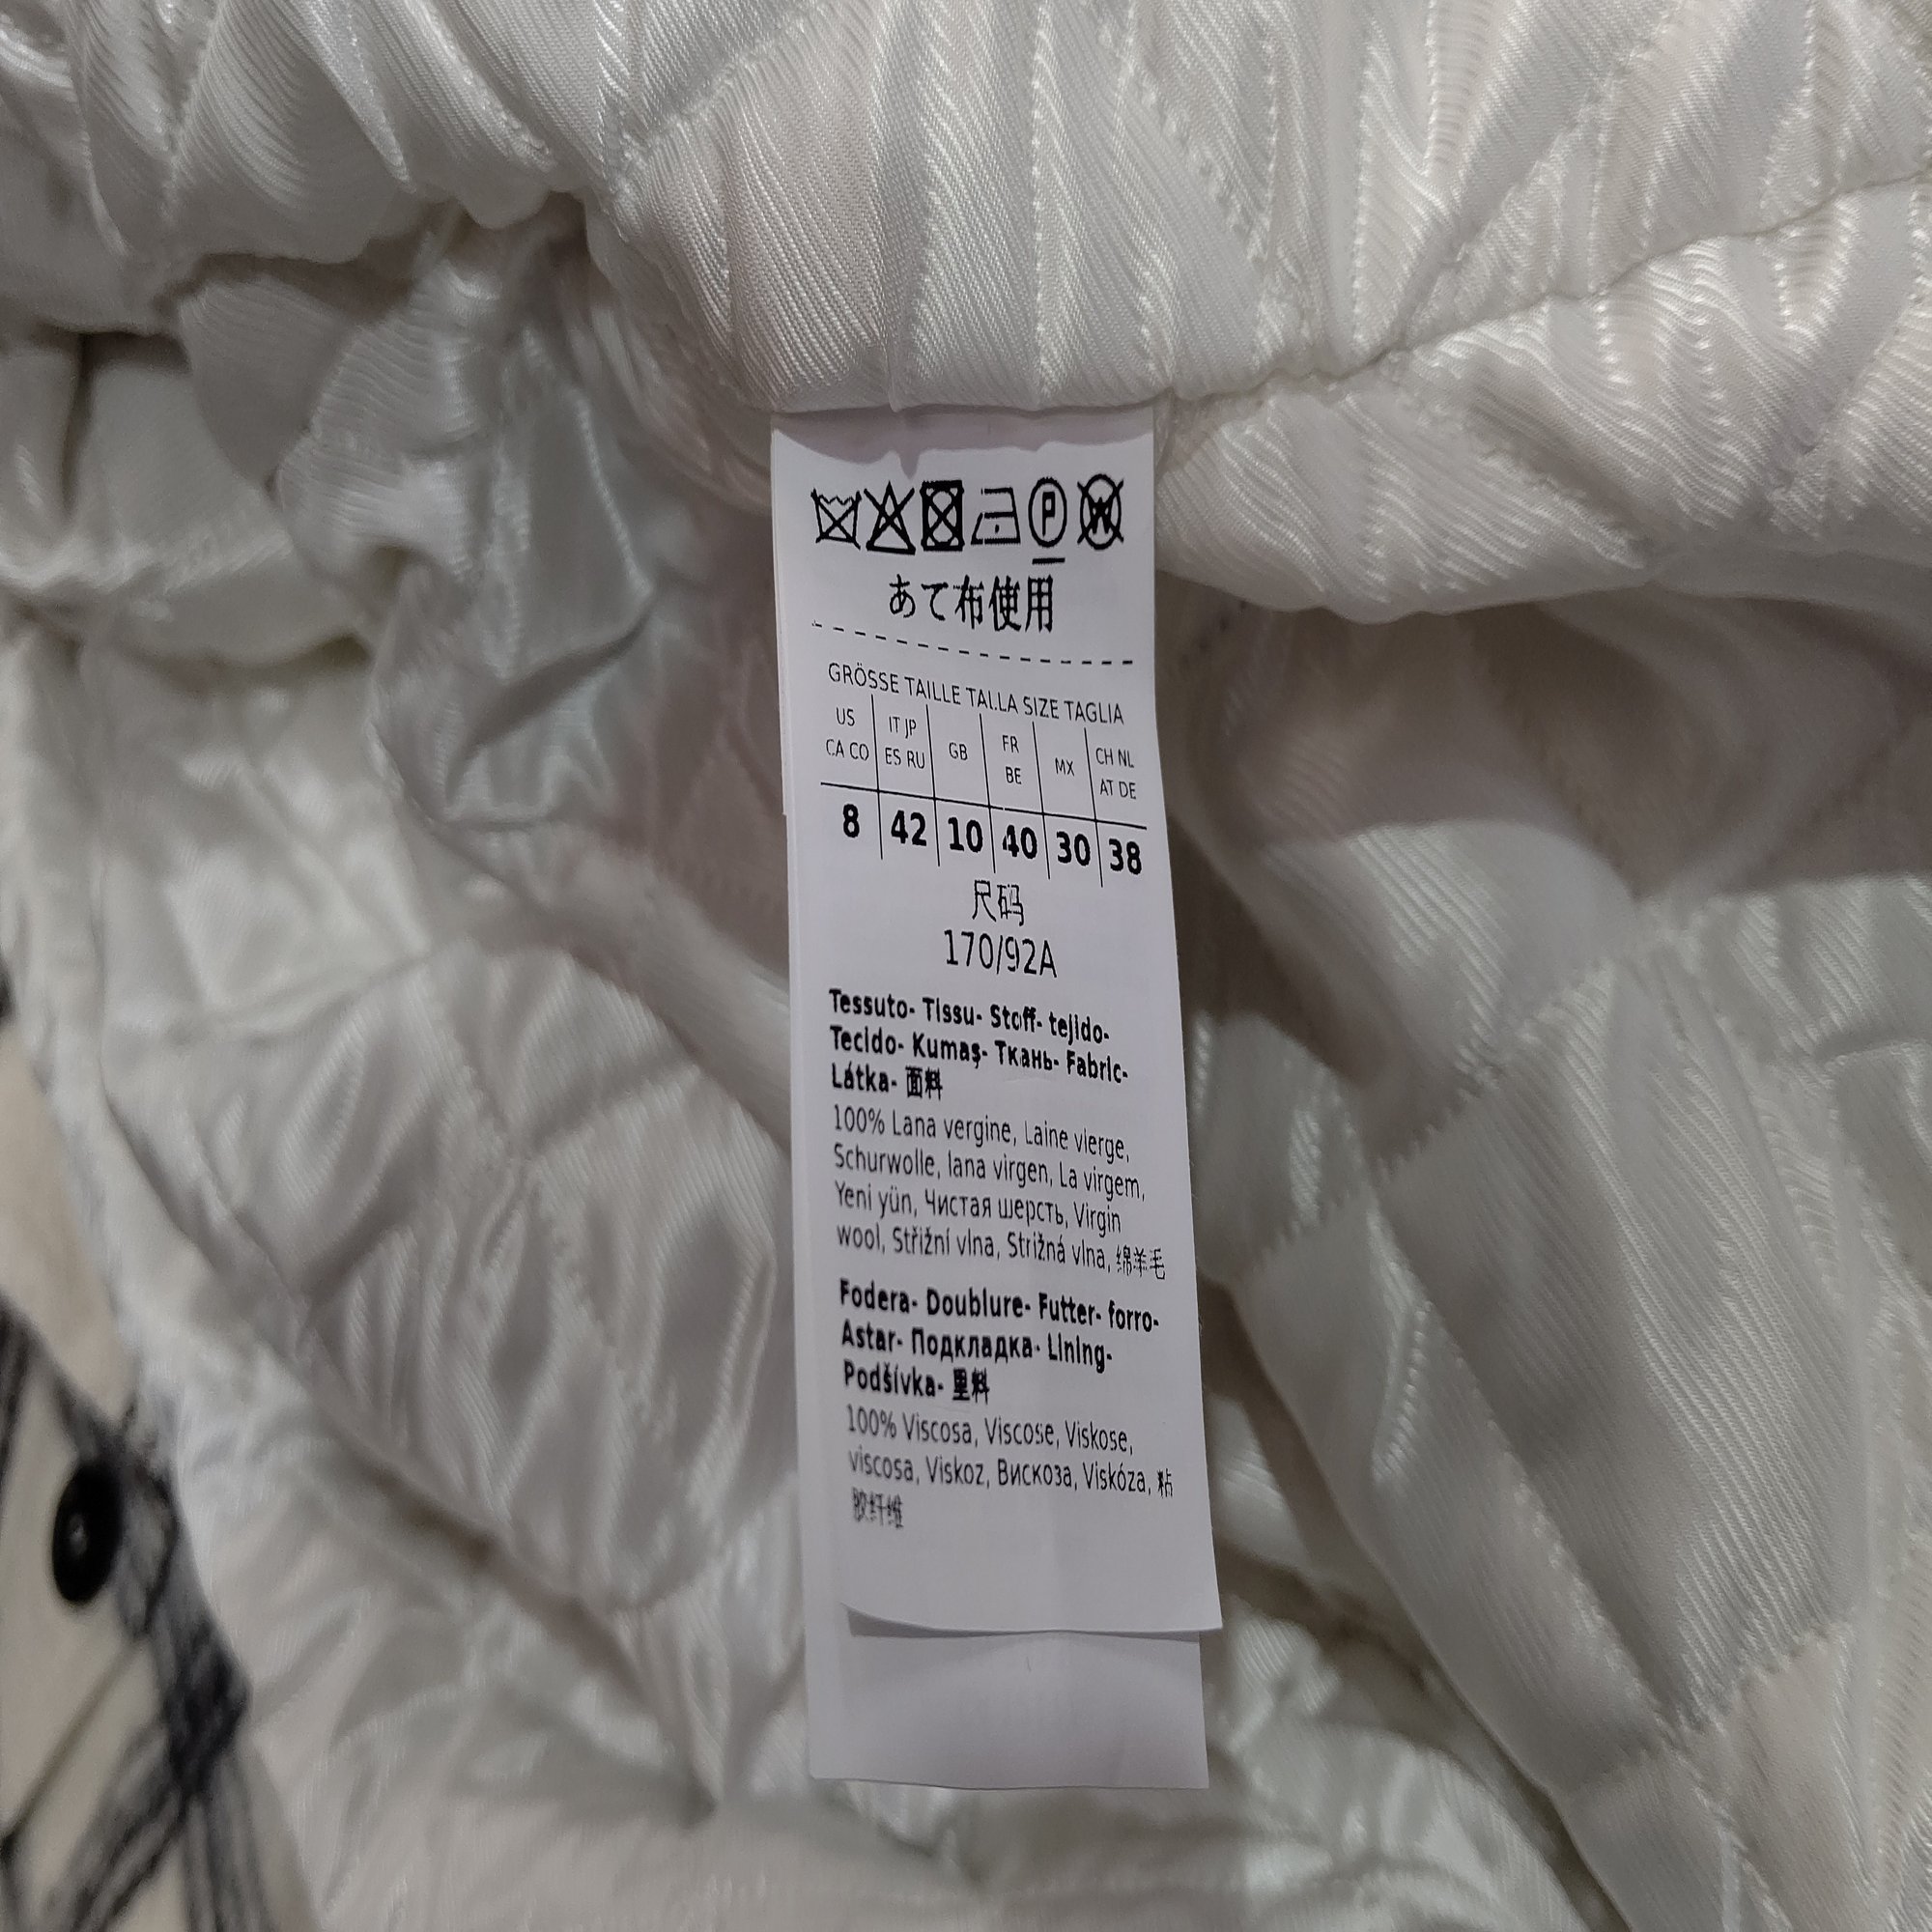 あて布使用
GRÖSSE TAILLE TALLA SIZE TAGLIA
US IT JP GB FR MX CH NL
CA CO ES RU BE AT DE
8 42 10 40 30 38
尺码
170/92A
Tessuto- Tissu- Stoff- tejido-
Tecido- Kumaş- Ткань- Fabric-
Látka- 面料
100% Lana vergine, Laine vierge,
Schurwolle, lana virgen, La virgem,
Yeni yün, Чистая шерсть, Virgin
wool, Střižní vlna, Strižná vlna, 绵羊毛
Fodera- Doublure- Futter- forro-
Astar- Подкладка- Lining-
Podšívka- 里料
100% Viscosa, Viscose, Viskose,
viscosa, Viskoz, Вискоза, Viskóza, 粘
胶纤维